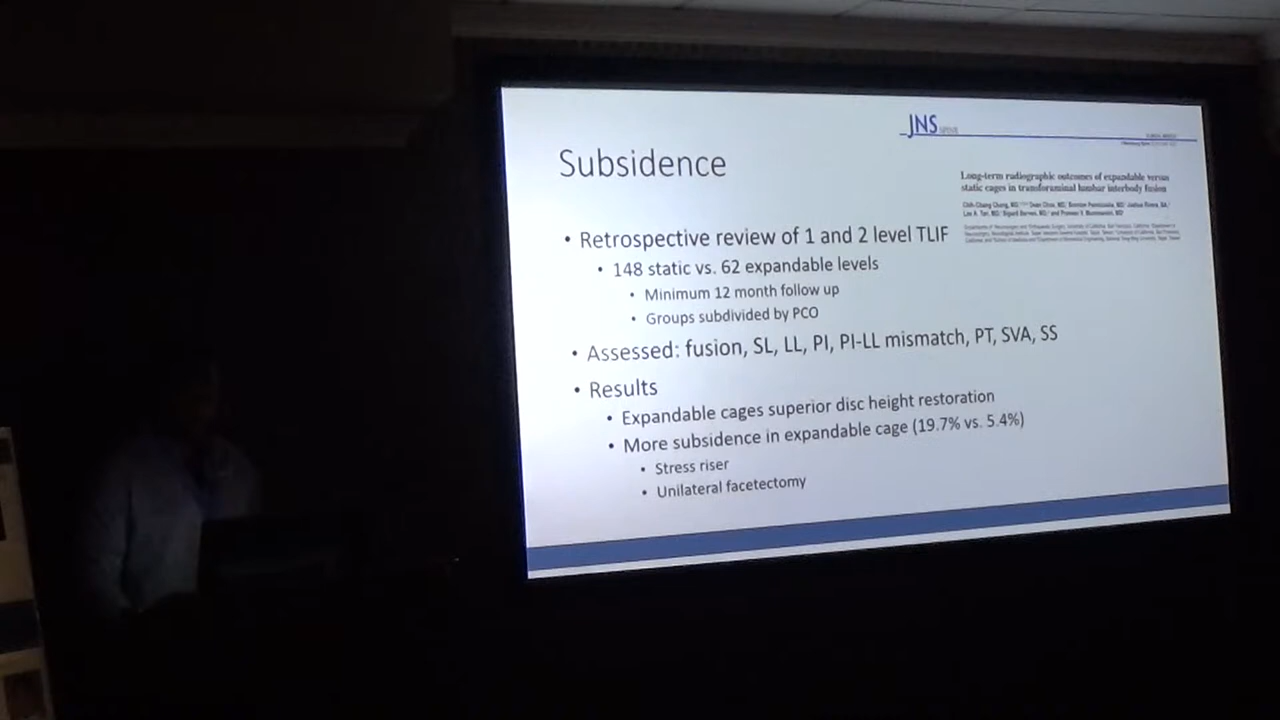 JNS SPINE
Subsidence
Long-term radiographic outcomes of expandable versus
static cages in transforaminal lumbar interbody fusion
• Retrospective review of 1 and 2 level TLIF
• 148 static vs. 62 expandable levels
• Minimum 12 month follow up
• Groups subdivided by PCO
• Assessed: fusion, SL, LL, PI, PI-LL mismatch, PT, SVA, SS
• Results
• Expandable cages superior disc height restoration
• More subsidence in expandable cage (19.7% vs. 5.4%)
• Stress riser
• Unilateral facetectomy